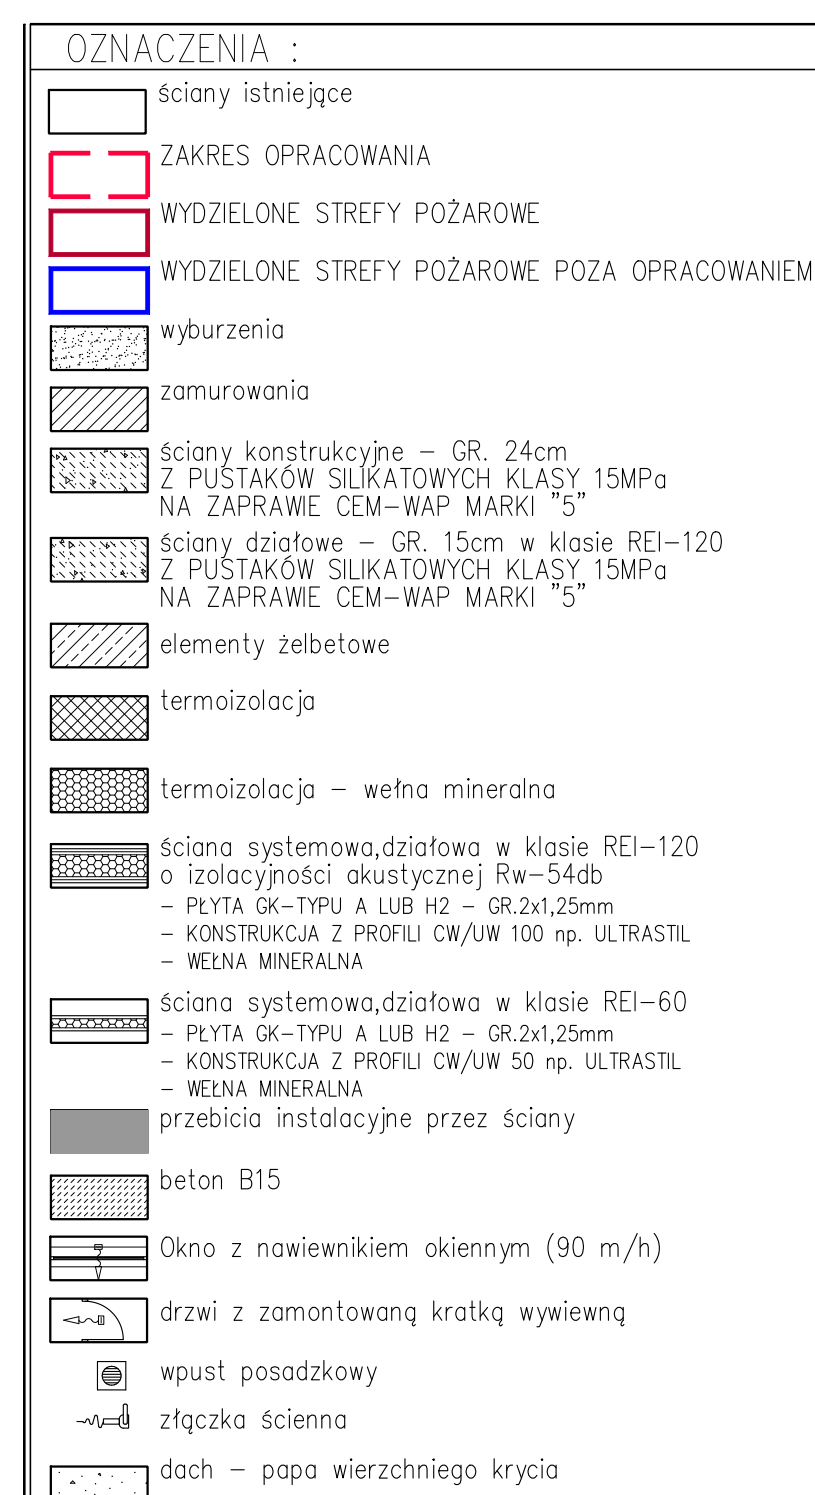 OZNACZENIA :
ściany istniejące
ZAKRES OPRACOWANIA
WYDZIELONE STREFY POŻAROWE
WYDZIELONE STREFY POŻAROWE POZA OPRACOWANIEM
wyburzenia
zamurowania
ściany konstrukcyjne – GR. 24cm
Z PUSTAKÓW SILIKATOWYCH KLASY 15MPa
NA ZAPRAWIE CEM–WAP MARKI "5"
ściany działowe – GR. 15cm w klasie REI–120
Z PUSTAKÓW SILIKATOWYCH KLASY 15MPa
NA ZAPRAWIE CEM–WAP MARKI "5"
elementy żelbetowe
termoizolacja
termoizolacja – wełna mineralna
ściana systemowa,działowa w klasie REI–120
o izolacyjności akustycznej Rw–54db
– PŁYTA GK–TYPU A LUB H2 – GR.2x1,25mm
– KONSTRUKCJA Z PROFILI CW/UW 100 np. ULTRASTIL
– WEŁNA MINERALNA
ściana systemowa,działowa w klasie REI–60
– PŁYTA GK–TYPU A LUB H2 – GR.2x1,25mm
– KONSTRUKCJA Z PROFILI CW/UW 50 np. ULTRASTIL
– WEŁNA MINERALNA
przebicia instalacyjne przez ściany
beton B15
Okno z nawiewnikiem okiennym (90 m/h)
drzwi z zamontowaną kratką wywiewną
wpust posadzkowy
złączka ścienna
dach – papa wierzchniego krycia